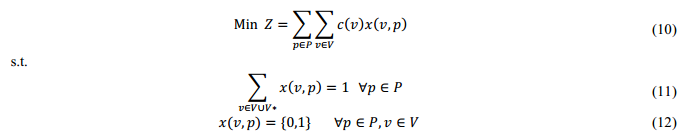 Min Z = ∑_{p∈P} ∑_{v∈V} c(v)x(v,p) (10)
s.t.
∑_{v∈V∪V*} x(v,p) = 1 ∀p ∈ P (11)
x(v,p) = {0,1} ∀p ∈ P, v ∈ V (12)